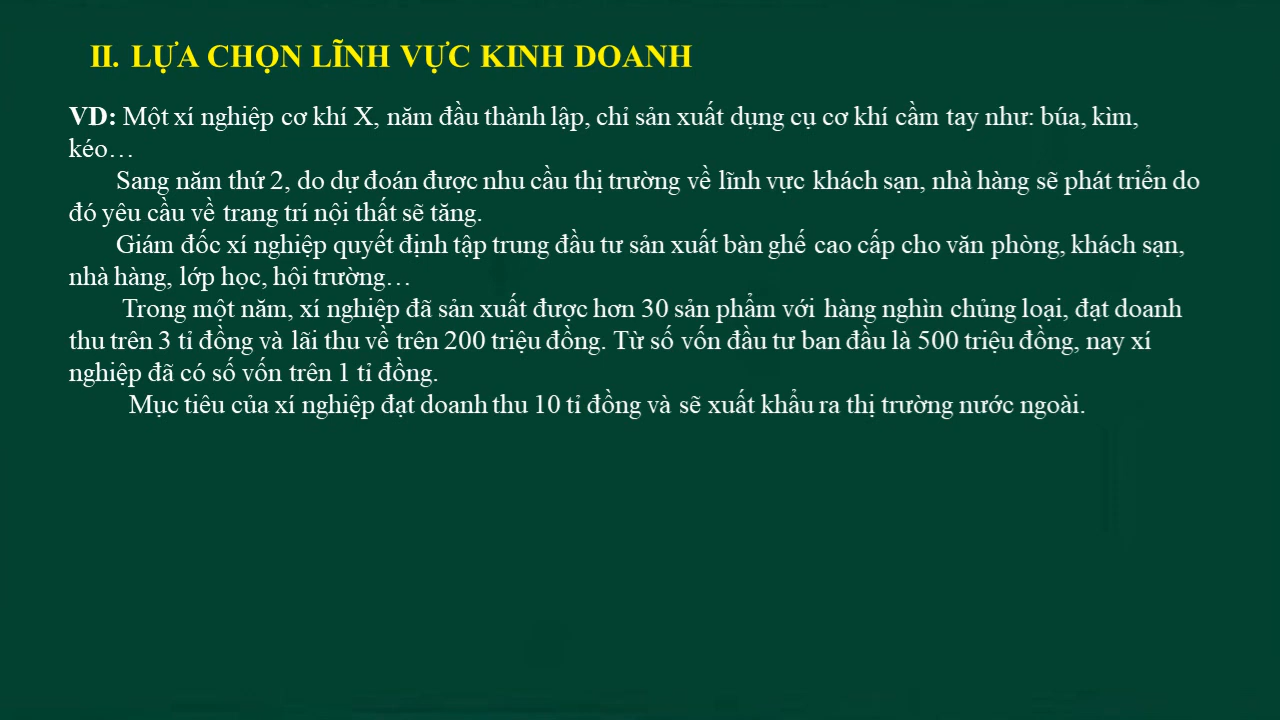 II. LỰA CHỌN LĨNH VỰC KINH DOANH
VD: Một xí nghiệp cơ khí X, năm đầu thành lập, chỉ sản xuất dụng cụ cơ khí cầm tay như: búa, kìm,
kéo…
Sang năm thứ 2, do dự đoán được nhu cầu thị trường về lĩnh vực khách sạn, nhà hàng sẽ phát triển do
đó yêu cầu về trang trí nội thất sẽ tăng.
Giám đốc xí nghiệp quyết định tập trung đầu tư sản xuất bàn ghế cao cấp cho văn phòng, khách sạn,
nhà hàng, lớp học, hội trường…
Trong một năm, xí nghiệp đã sản xuất được hơn 30 sản phẩm với hàng nghìn chủng loại, đạt doanh
thu trên 3 tỉ đồng và lãi thu về trên 200 triệu đồng. Từ số vốn đầu tư ban đầu là 500 triệu đồng, nay xí
nghiệp đã có số vốn trên 1 tỉ đồng.
Mục tiêu của xí nghiệp đạt doanh thu 10 tỉ đồng và sẽ xuất khẩu ra thị trường nước ngoài.